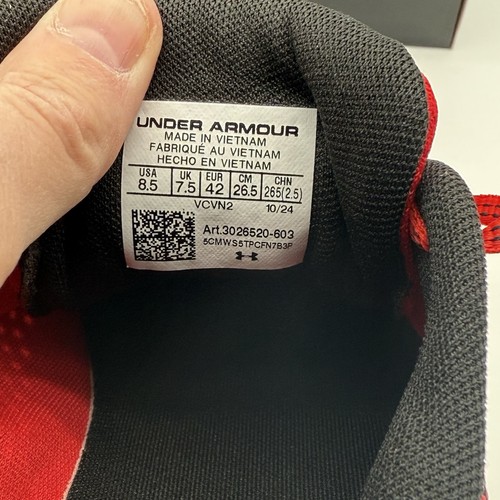 UNDER ARMOUR
MADE IN VIETNAM
FABRIQUÉ AU VIETNAM
HECHO EN VIETNAM
USA UK EUR CM CHN
8.5 7.5 42 26.5 265(2.5)
VCVN2 10/24
Art.3026520-603
5CMWS5TPCFN7B3P